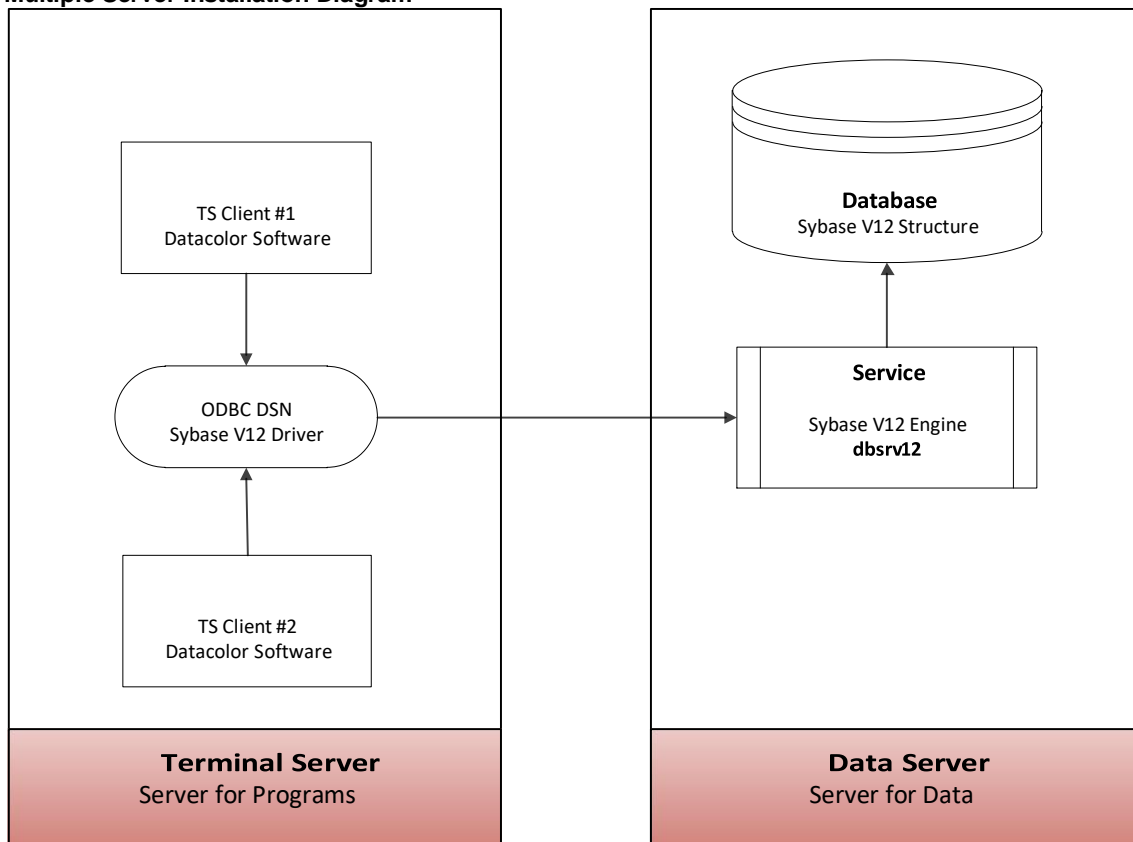 Multiple Server Installation Diagram
TS Client #1
Datacolor Software
ODBC DSN
Sybase V12 Driver
TS Client #2
Datacolor Software
Terminal Server
Server for Programs
Database
Sybase V12 Structure
Service
Sybase V12 Engine
dbsrv12
Data Server
Server for Data